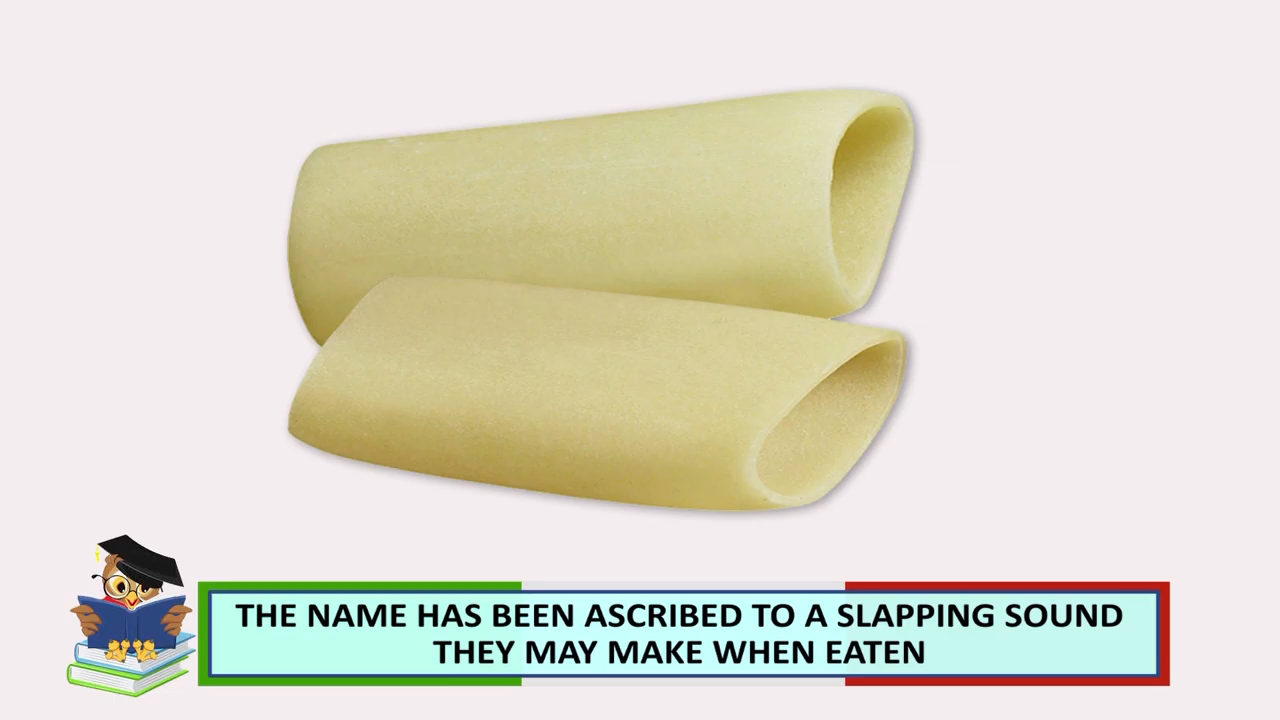 THE NAME HAS BEEN ASCRIBED TO A SLAPPING SOUND
THEY MAY MAKE WHEN EATEN